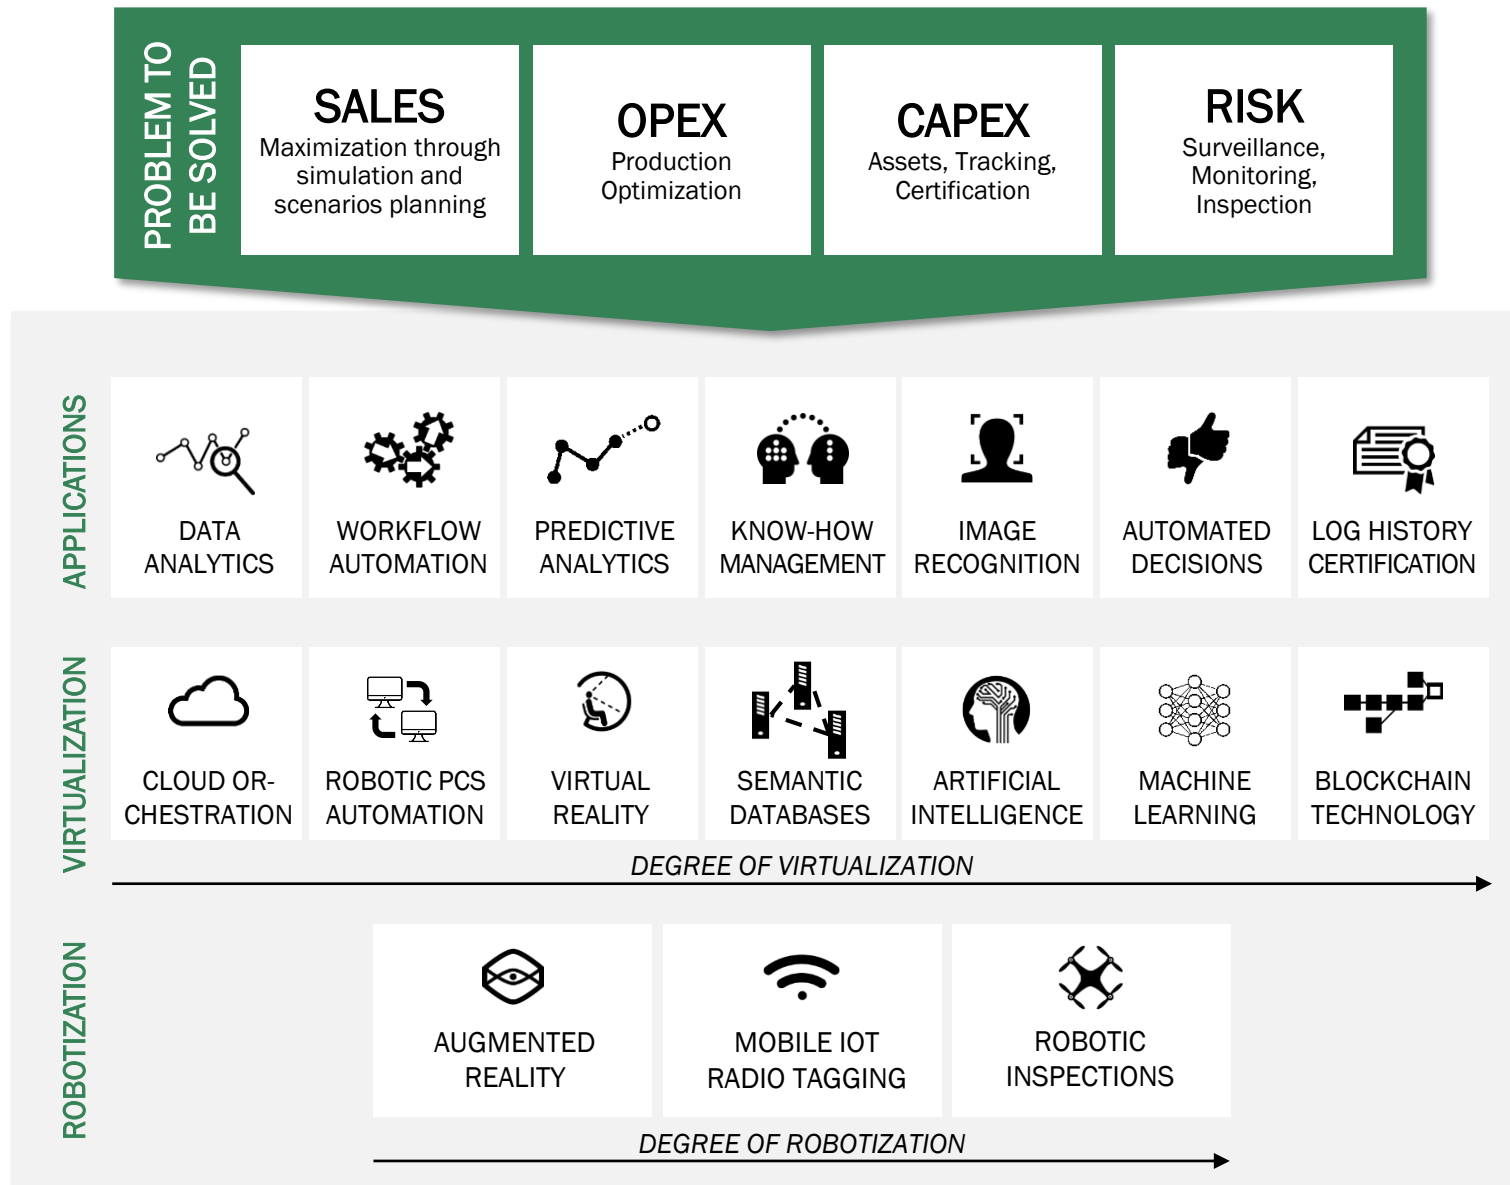 PROBLEM TO
BE SOLVED
SALES
Maximization through
simulation and
scenarios planning
OPEX
Production
Optimization
CAPEX
Assets, Tracking,
Certification
RISK
Surveillance,
Monitoring,
Inspection
APPLICATIONS
DATA
ANALYTICS
WORKFLOW
AUTOMATION
PREDICTIVE
ANALYTICS
KNOW-HOW
MANAGEMENT
IMAGE
RECOGNITION
AUTOMATED
DECISIONS
LOG HISTORY
CERTIFICATION
VIRTUALIZATION
CLOUD OR-
CHESTRATION
ROBOTIC PCS
AUTOMATION
VIRTUAL
REALITY
SEMANTIC
DATABASES
ARTIFICIAL
INTELLIGENCE
MACHINE
LEARNING
BLOCKCHAIN
TECHNOLOGY
DEGREE OF VIRTUALIZATION
ROBOTIZATION
AUGMENTED
REALITY
MOBILE IOT
RADIO TAGGING
ROBOTIC
INSPECTIONS
DEGREE OF ROBOTIZATION